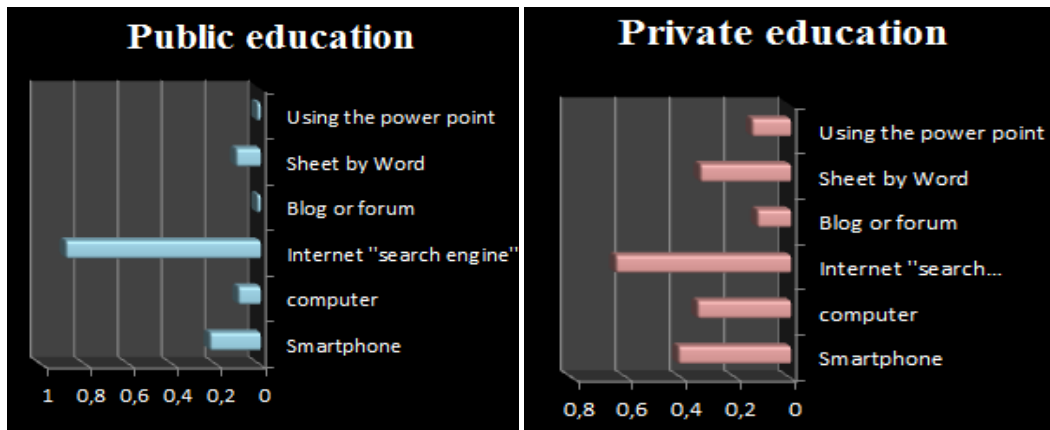 Public education
Using the power point
Sheet by Word
Blog or forum
Internet "search engine"
computer
Smartphone
1 0,8 0,6 0,4 0,2 0
Private education
Using the power point
Sheet by Word
Blog or forum
Internet "search...
computer
Smartphone
0,8 0,6 0,4 0,2 0